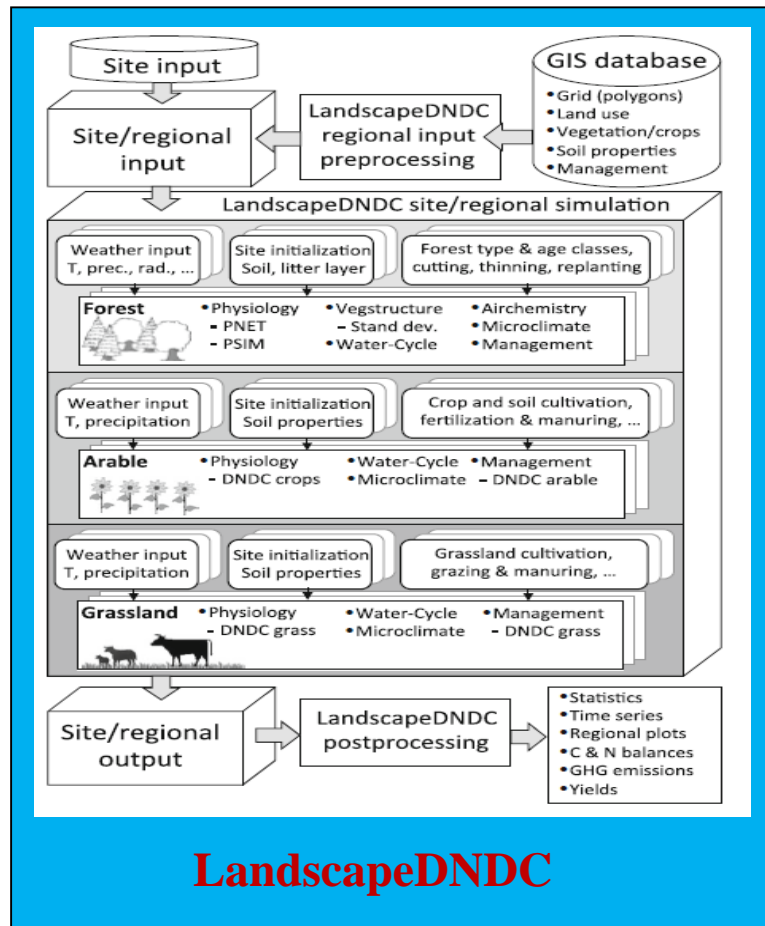 Site input
GIS database
• Grid (polygons)
• Land use
• Vegetation/crops
• Soil properties
• Management
LandscapeDNDC
regional input
preprocessing
Site/regional
input
LandscapeDNDC site/regional simulation
Weather input
T, prec., rad., ...
Site initialization
Soil, litter layer
Forest type & age classes,
cutting, thinning, replanting
Forest
• Physiology
– PNET
– PSIM
• Vegstructure
– Stand dev.
• Water-Cycle
• Airchemistry
• Microclimate
• Management
Weather input
T, precipitation
Site initialization
Soil properties
Crop and soil cultivation,
fertilization & manuring, ...
Arable
• Physiology
– DNDC crops
• Water-Cycle
• Microclimate
• Management
– DNDC arable
Weather input
T, precipitation
Site initialization
Soil properties
Grassland cultivation,
grazing & manuring, ...
Grassland
• Physiology
– DNDC grass
• Water-Cycle
• Microclimate
• Management
– DNDC grass
Site/regional
output
LandscapeDNDC
postprocessing
• Statistics
• Time series
• Regional plots
• C & N balances
• GHG emissions
• Yields
LandscapeDNDC